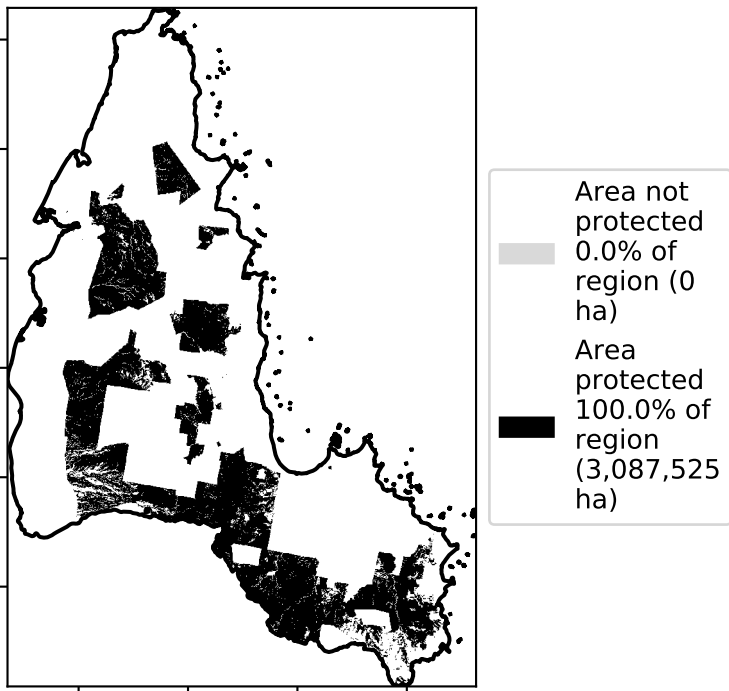 Area not
protected
0.0% of
region (0
ha)
Area
protected
100.0% of
region
(3,087,525
ha)